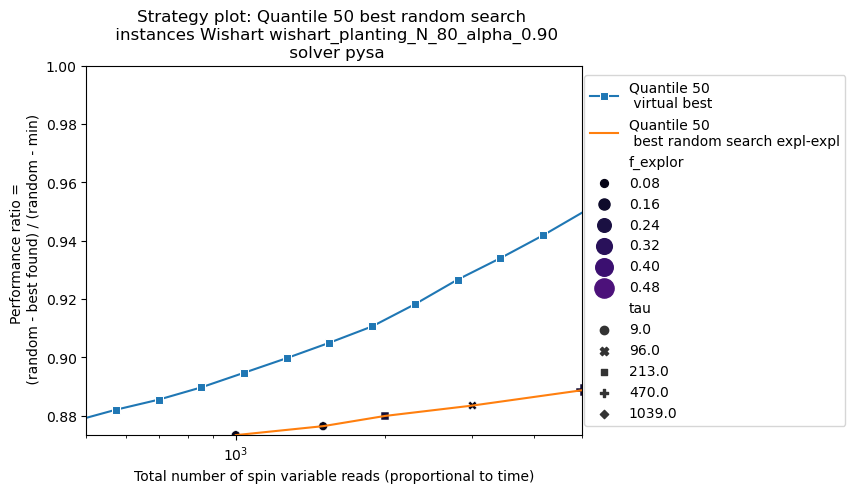 Strategy plot: Quantile 50 best random search
instances Wishart wishart_planting_N_80_alpha_0.90
solver pysa
Performance ratio =
(random - best found) / (random - min)
1.00
0.98
0.96
0.94
0.92
0.90
0.88
10^3
Total number of spin variable reads (proportional to time)
Quantile 50
virtual best
Quantile 50
best random search expl-expl
f_explor
0.08
0.16
0.24
0.32
0.40
0.48
tau
9.0
96.0
213.0
470.0
1039.0